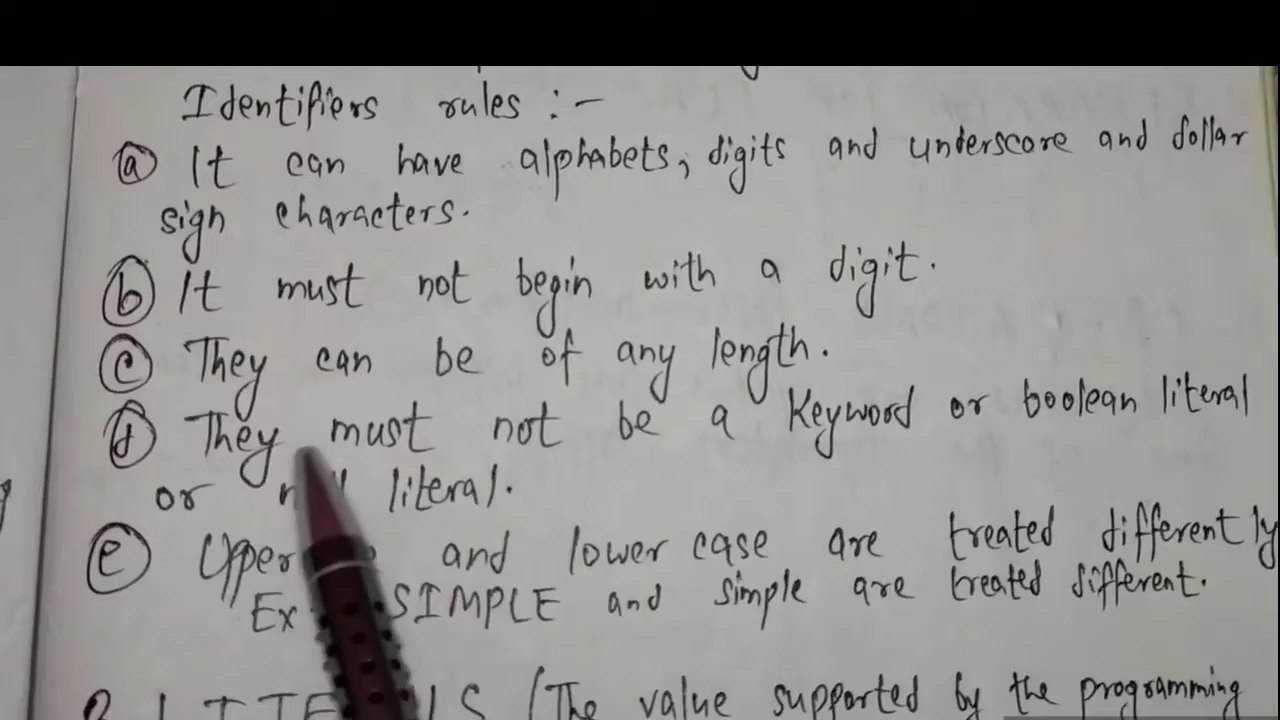 Identifiers rules :-
(a) It can have alphabets, digits and underscore and dollar
sign characters.
(b) It must not begin with a digit.
(c) They can be of any length.
(d) They must not be a Keyword or boolean literal
or literal.
(e) Upper and lower case are treated differently
Ex SIMPLE and simple are treated different.
(The value supported by the programming